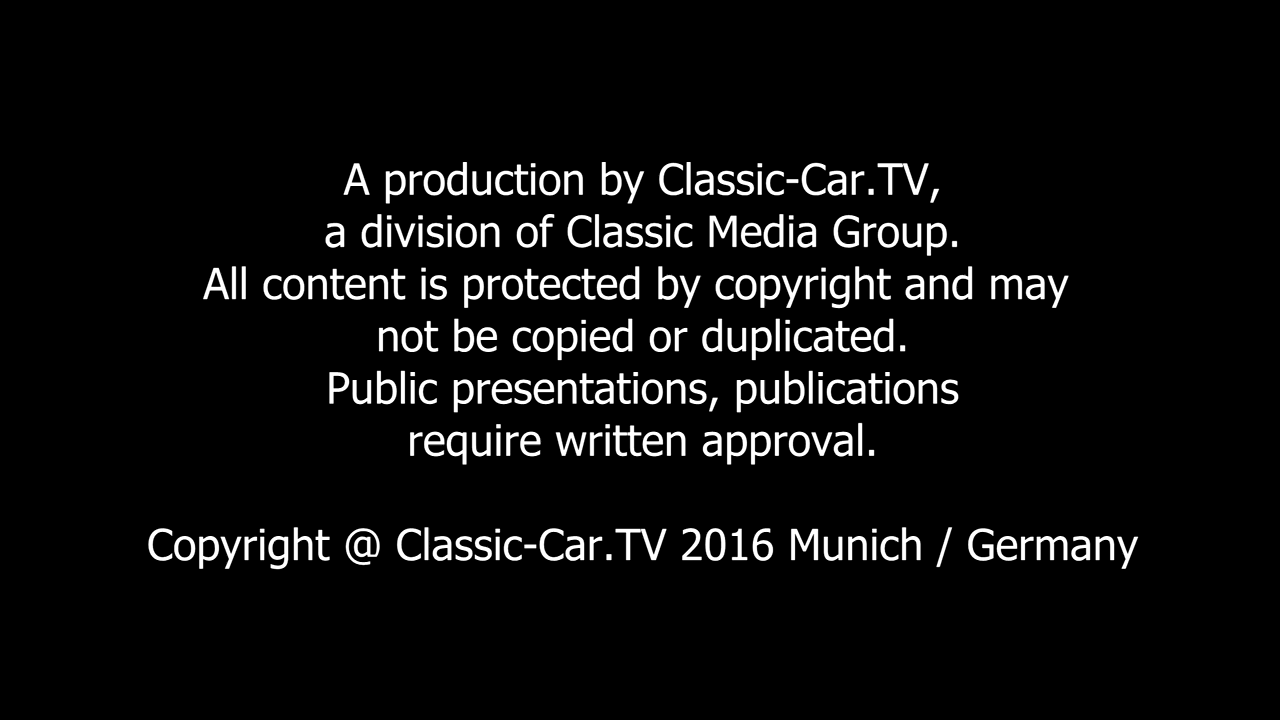 A production by Classic-Car.TV,
a division of Classic Media Group.
All content is protected by copyright and may
not be copied or duplicated.
Public presentations, publications
require written approval.
Copyright @ Classic-Car.TV 2016 Munich / Germany